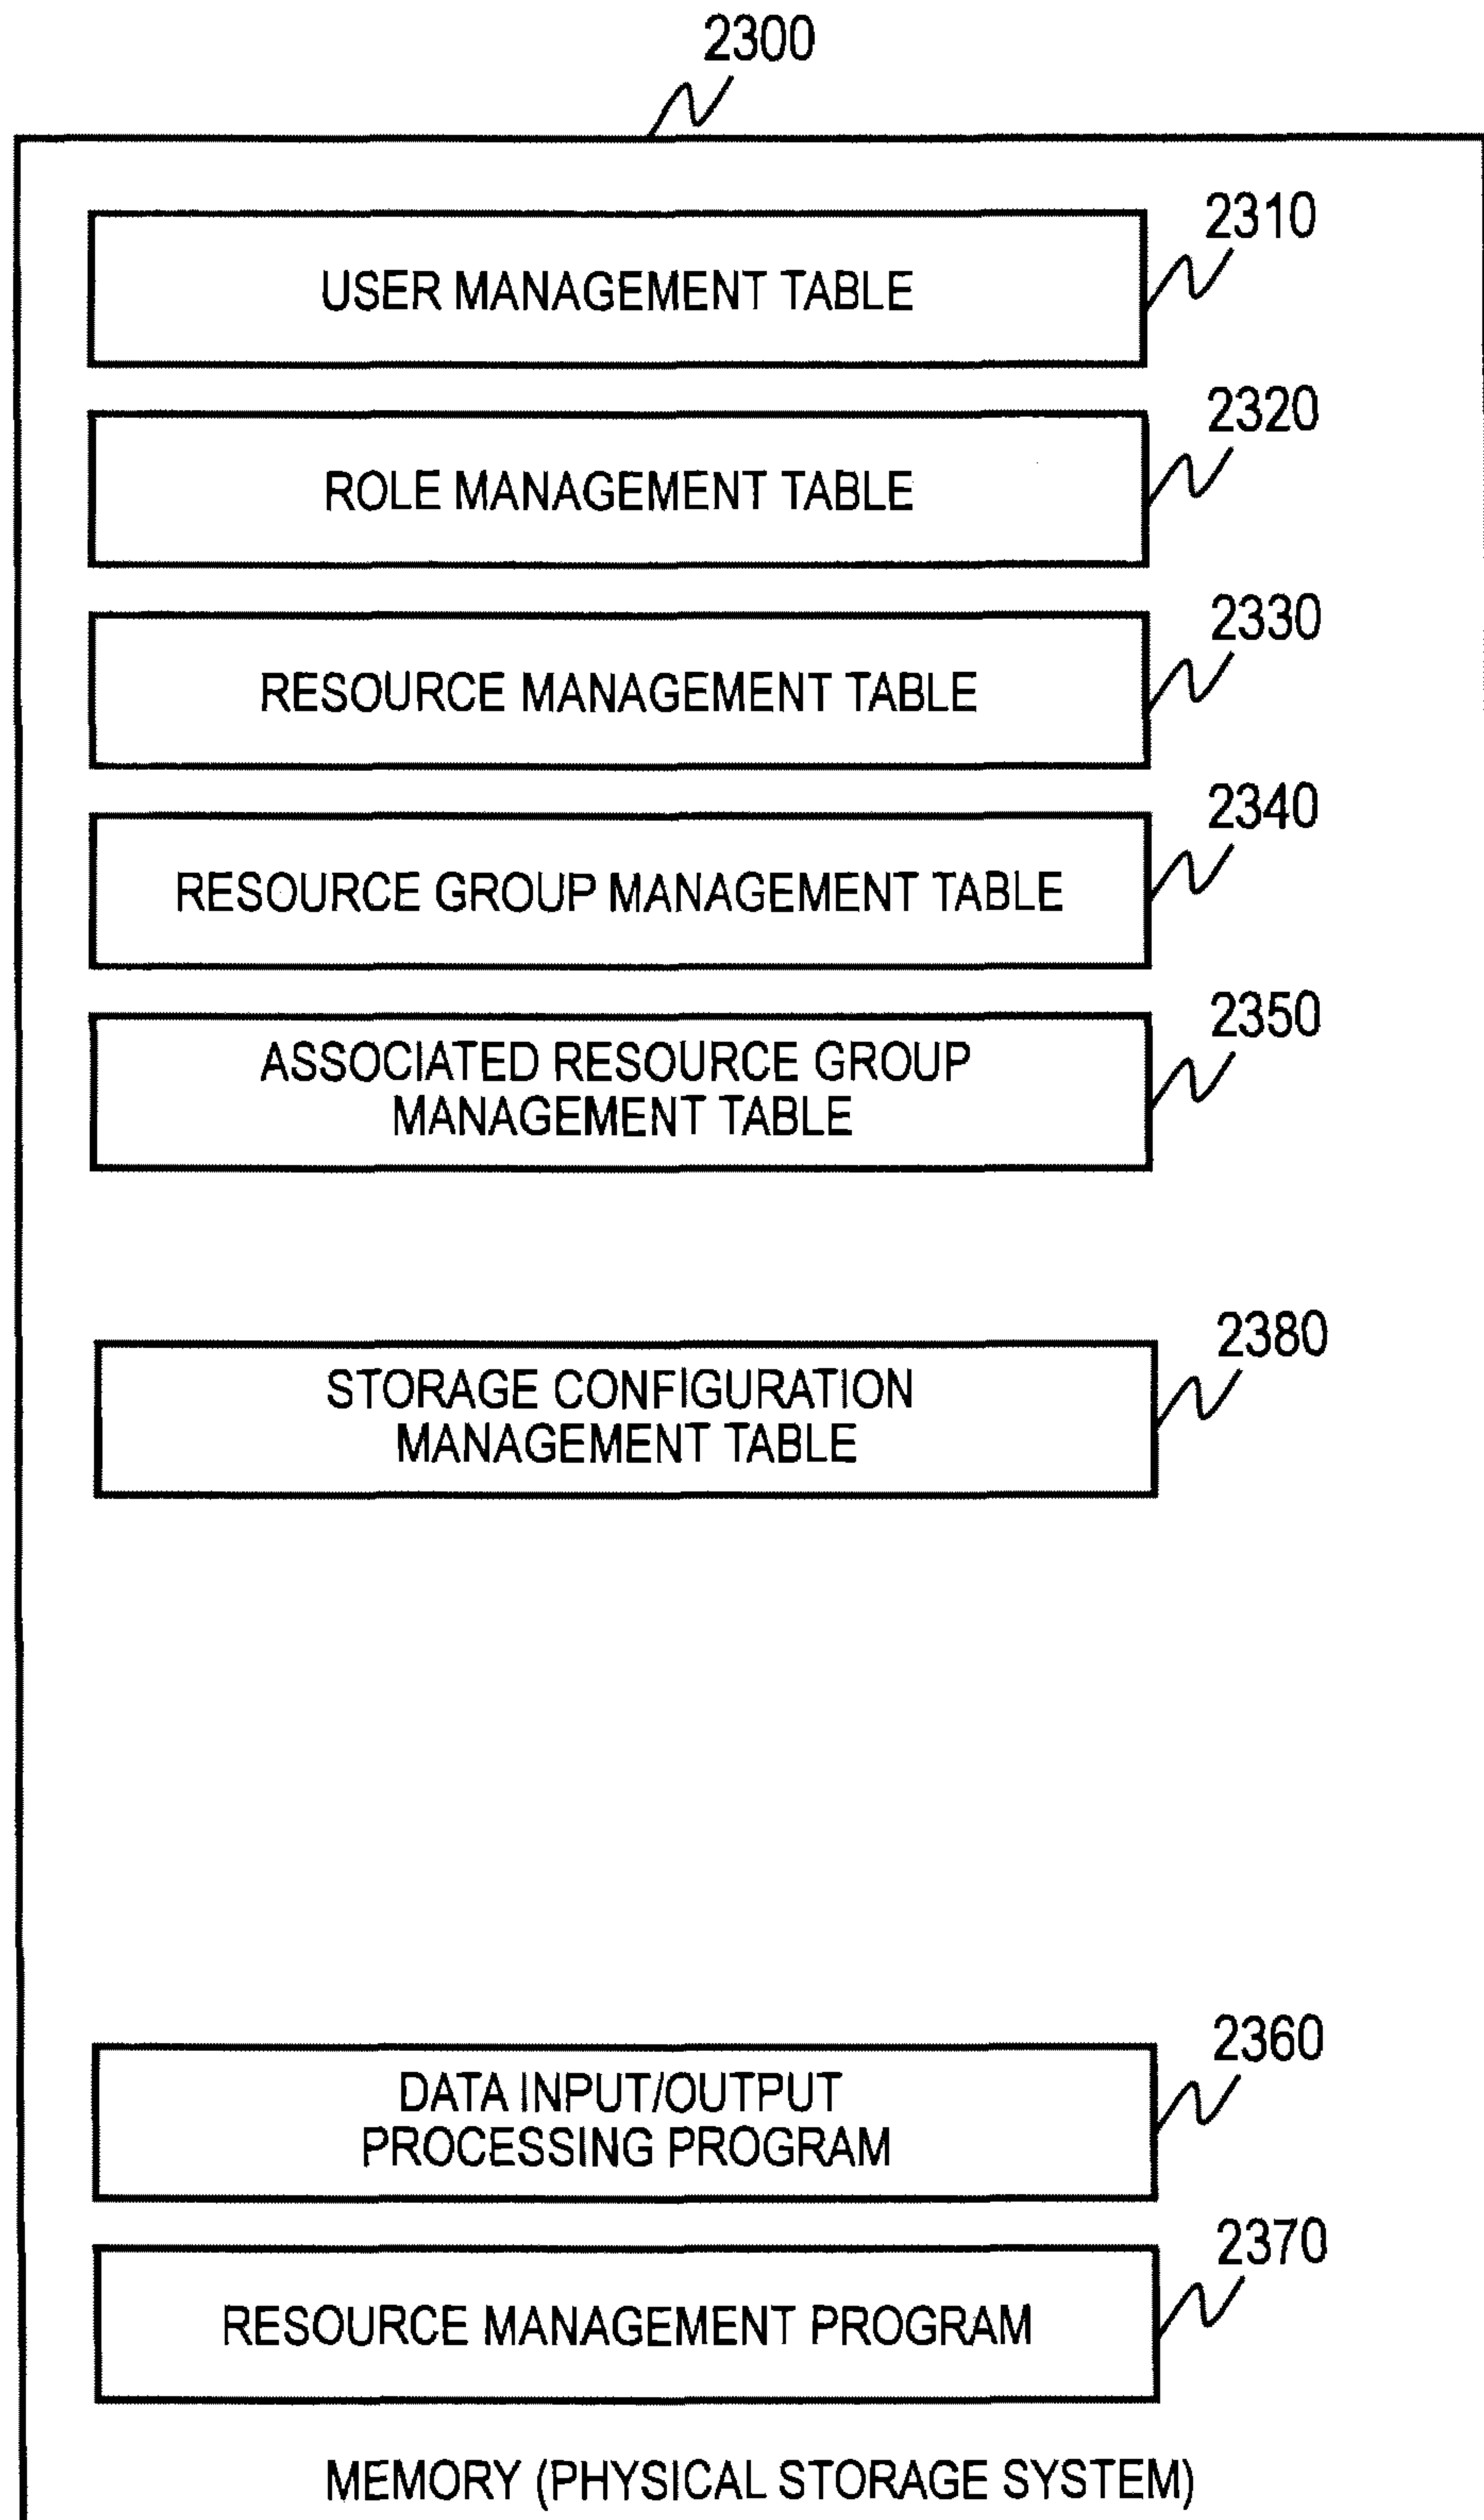 2300
2310
USER MANAGEMENT TABLE
2320
ROLE MANAGEMENT TABLE
2330
RESOURCE MANAGEMENT TABLE
2340
RESOURCE GROUP MANAGEMENT TABLE
2350
ASSOCIATED RESOURCE GROUP
MANAGEMENT TABLE
2380
STORAGE CONFIGURATION
MANAGEMENT TABLE
2360
DATA INPUT/OUTPUT
PROCESSING PROGRAM
2370
RESOURCE MANAGEMENT PROGRAM
MEMORY (PHYSICAL STORAGE SYSTEM)